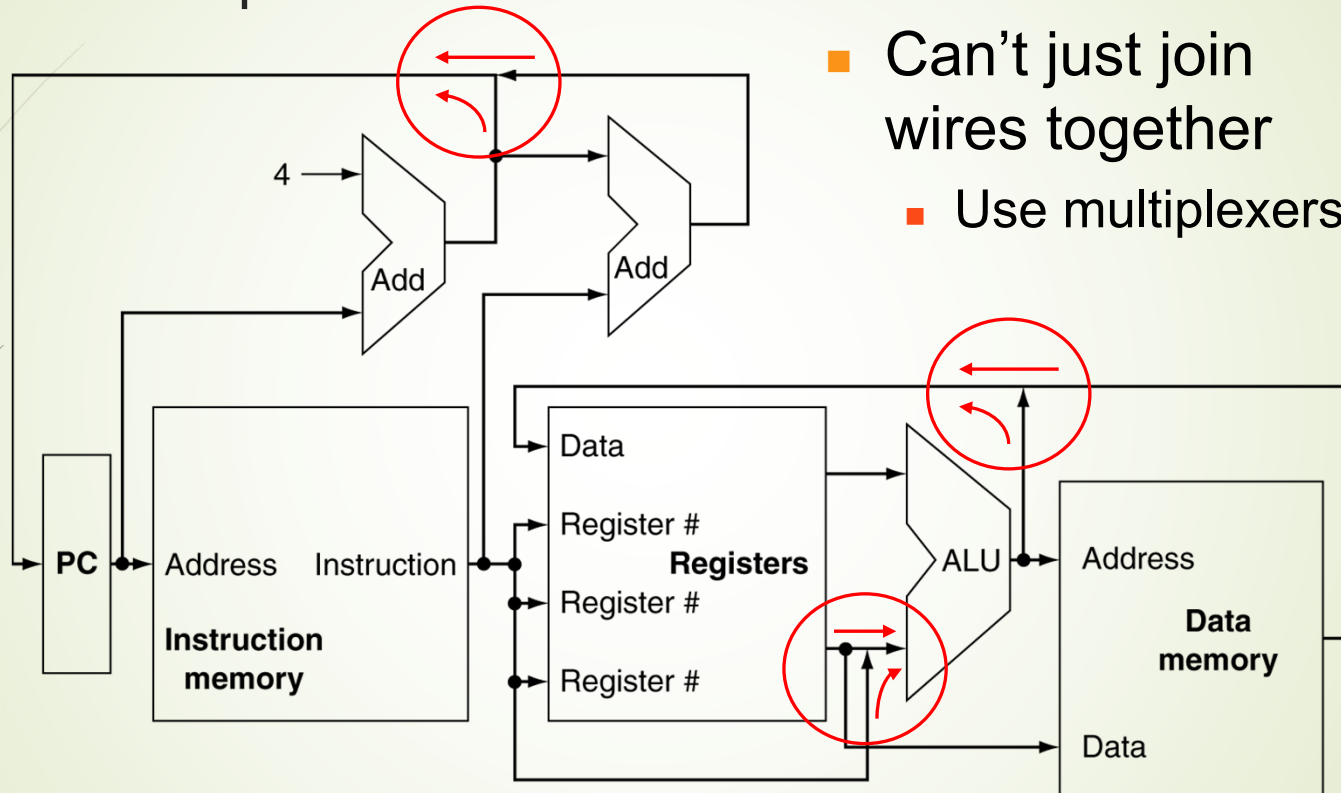 Can't just join
wires together
Use multiplexers
4
Add
Add
Data
Register #
Registers
Register #
Register #
PC
Address
Instruction
Instruction
memory
ALU
Address
Data
memory
Data